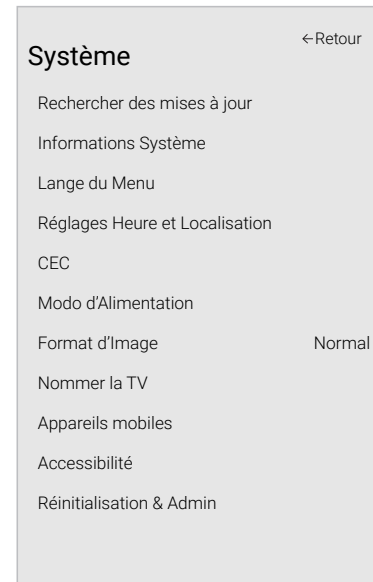 ←Retour
Système
Rechercher des mises à jour
Informations Système
Lange du Menu
Réglages Heure et Localisation
CEC
Modo d’Alimentation
Format d’Image Normal
Nommer la TV
Appareils mobiles
Accessibilité
Réinitialisation & Admin